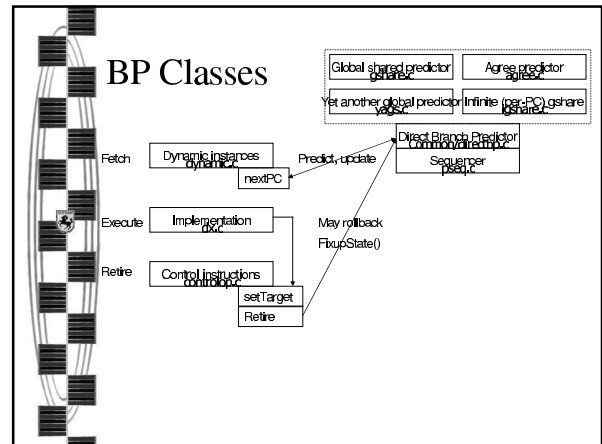 BP Classes
Global shared predictor
gshare.c
Agree predictor
agree.c
Yet another global predictor
yags.c
Infinite (per-PC) gshare
igshare.c
Direct Branch Predictor
Common/directbp.c
Sequencer
pseq.c
Fetch
Dynamic instances
dynamic.c
nextPC
Predict, update
Execute
Implementation
dx.c
May rollback
FixupState()
Retire
Control instructions
controlop.c
setTarget
Retire